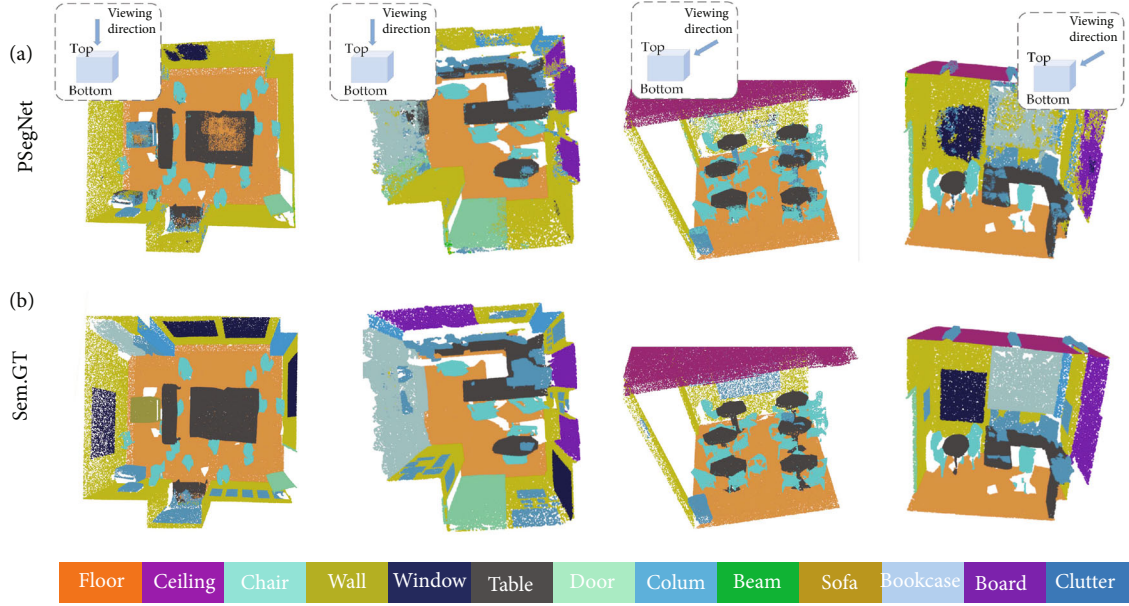 (a)
PSegNet
Viewing
direction
Top
Bottom
Viewing
direction
Top
Bottom
Viewing
direction
Top
Bottom
Viewing
direction
Top
Bottom
(b)
Sem.GT
Floor Ceiling Chair Wall Window Table Door Colum Beam Sofa Bookcase Board Clutter